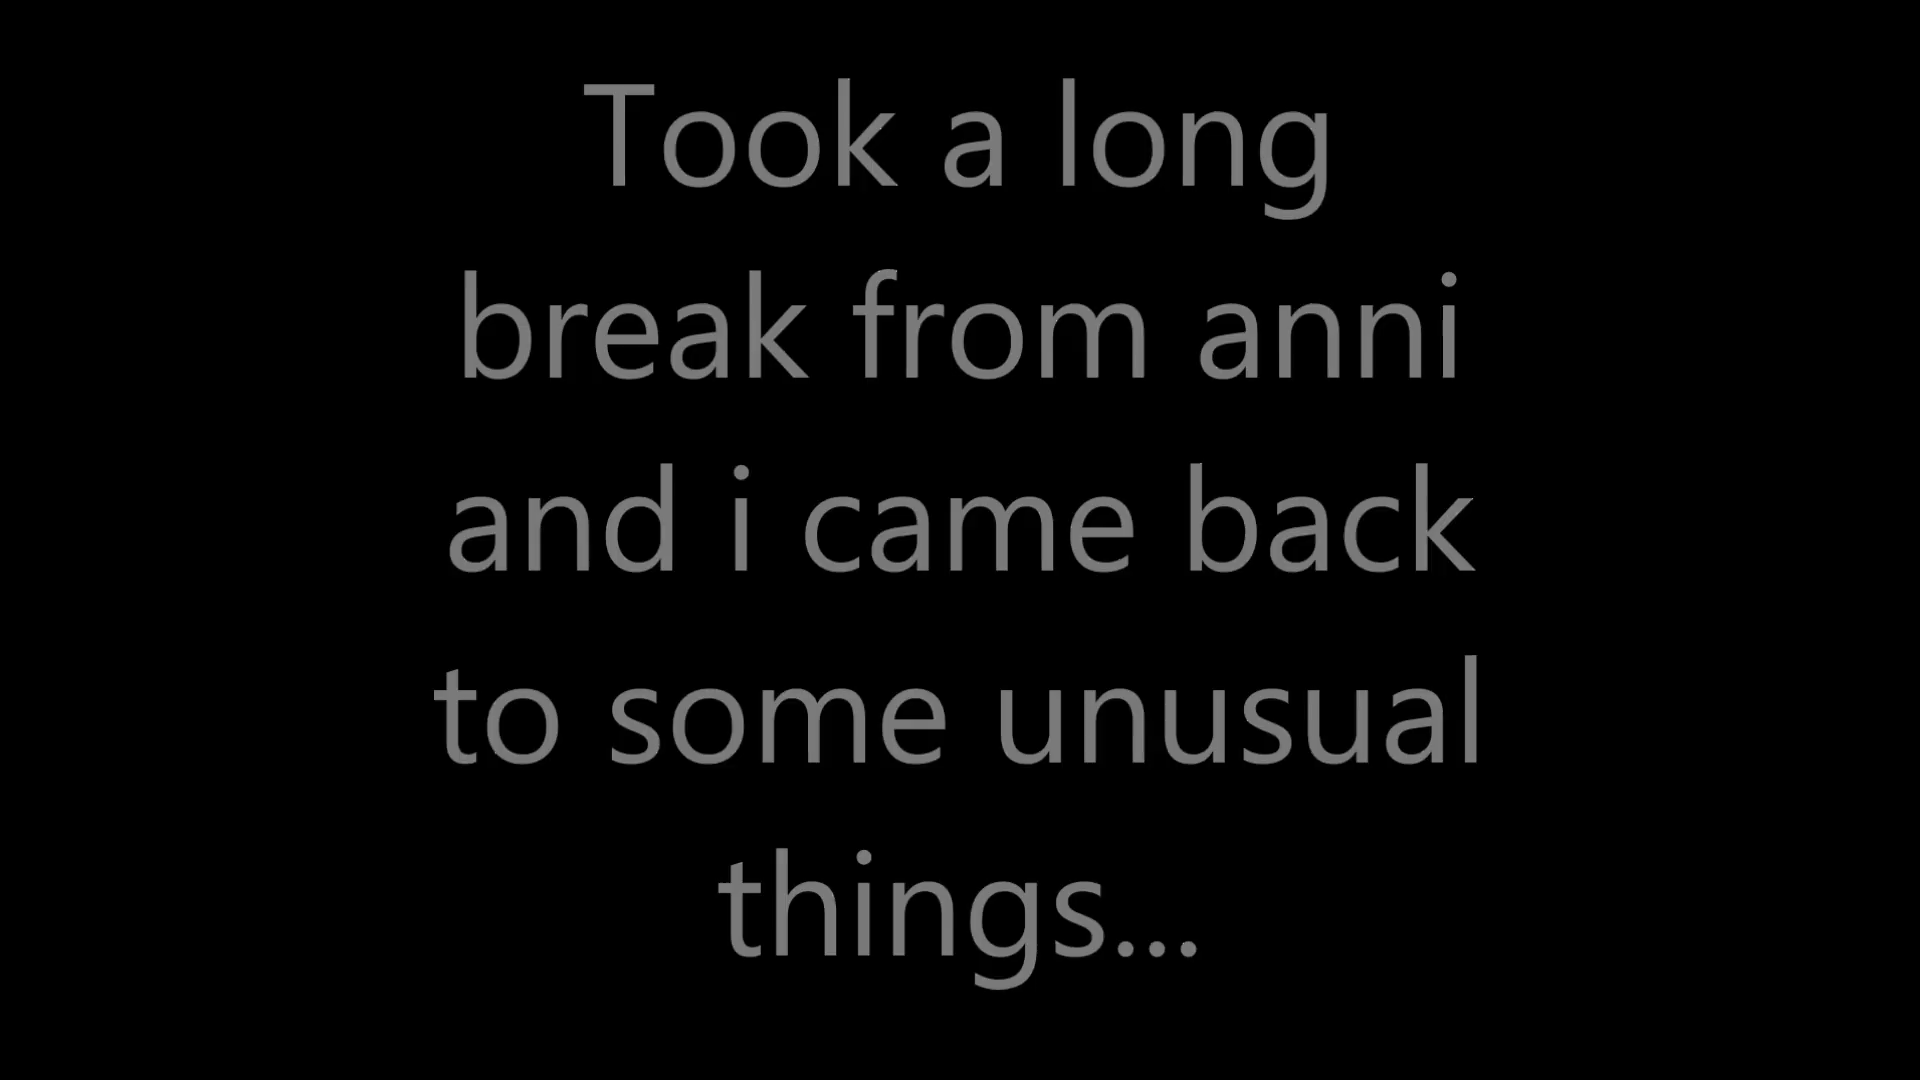 Took a long
break from anni
and i came back
to some unusual
things...